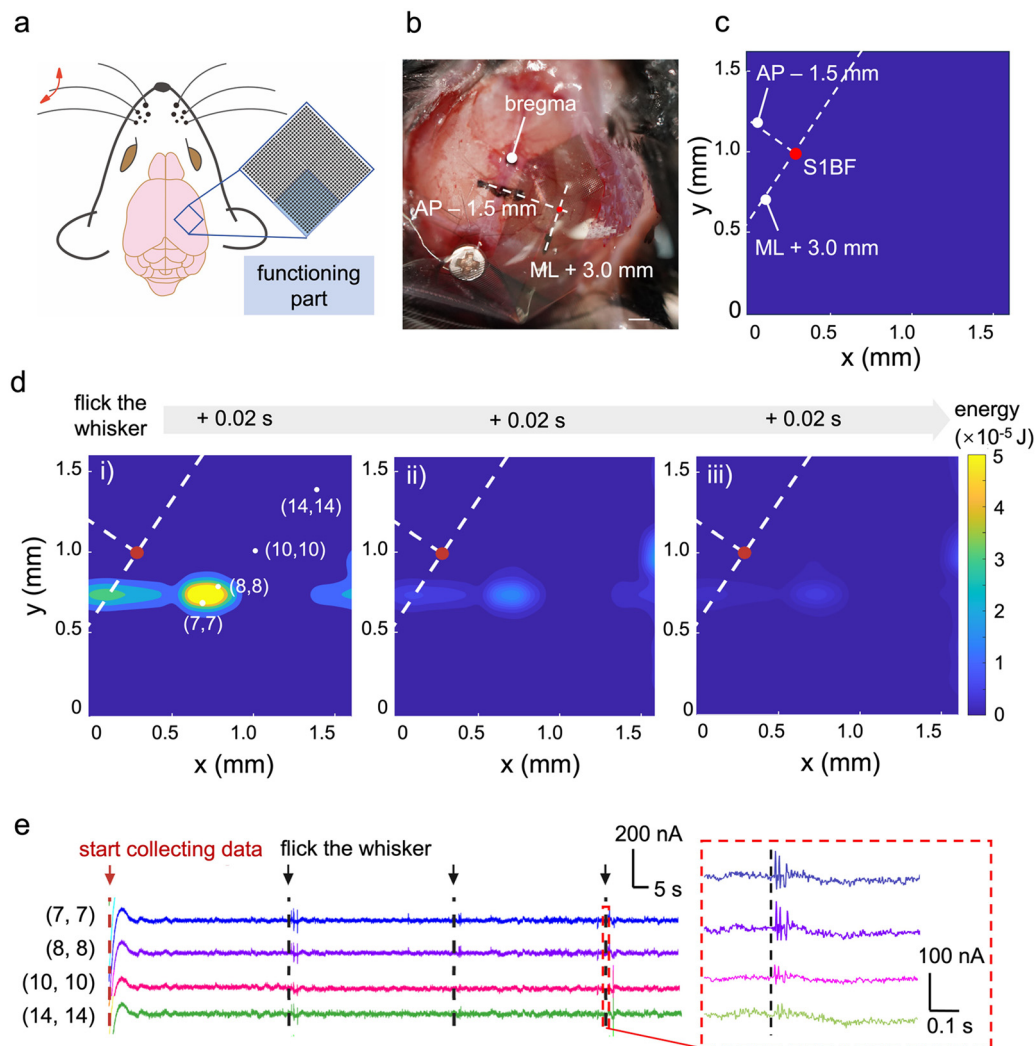 a
functioning
part
b
bregma
AP – 1.5 mm
ML + 3.0 mm
c
AP – 1.5 mm
S1BF
ML + 3.0 mm
y (mm)
1.5
1.0
0.5
0
0
0.5
1.0
1.5
x (mm)
d
flick the
whisker
+ 0.02 s
+ 0.02 s
+ 0.02 s
energy
(×10⁻⁵ J)
i)
(14,14)
(10,10)
(8,8)
(7,7)
y (mm)
1.5
1.0
0.5
0
0
0.5
1.0
1.5
x (mm)
ii)
0
0.5
1.0
1.5
x (mm)
iii)
0
0.5
1.0
1.5
x (mm)
5
4
3
2
1
0
e
start collecting data
flick the whisker
200 nA
5 s
(7, 7)
(8, 8)
(10, 10)
(14, 14)
100 nA
0.1 s